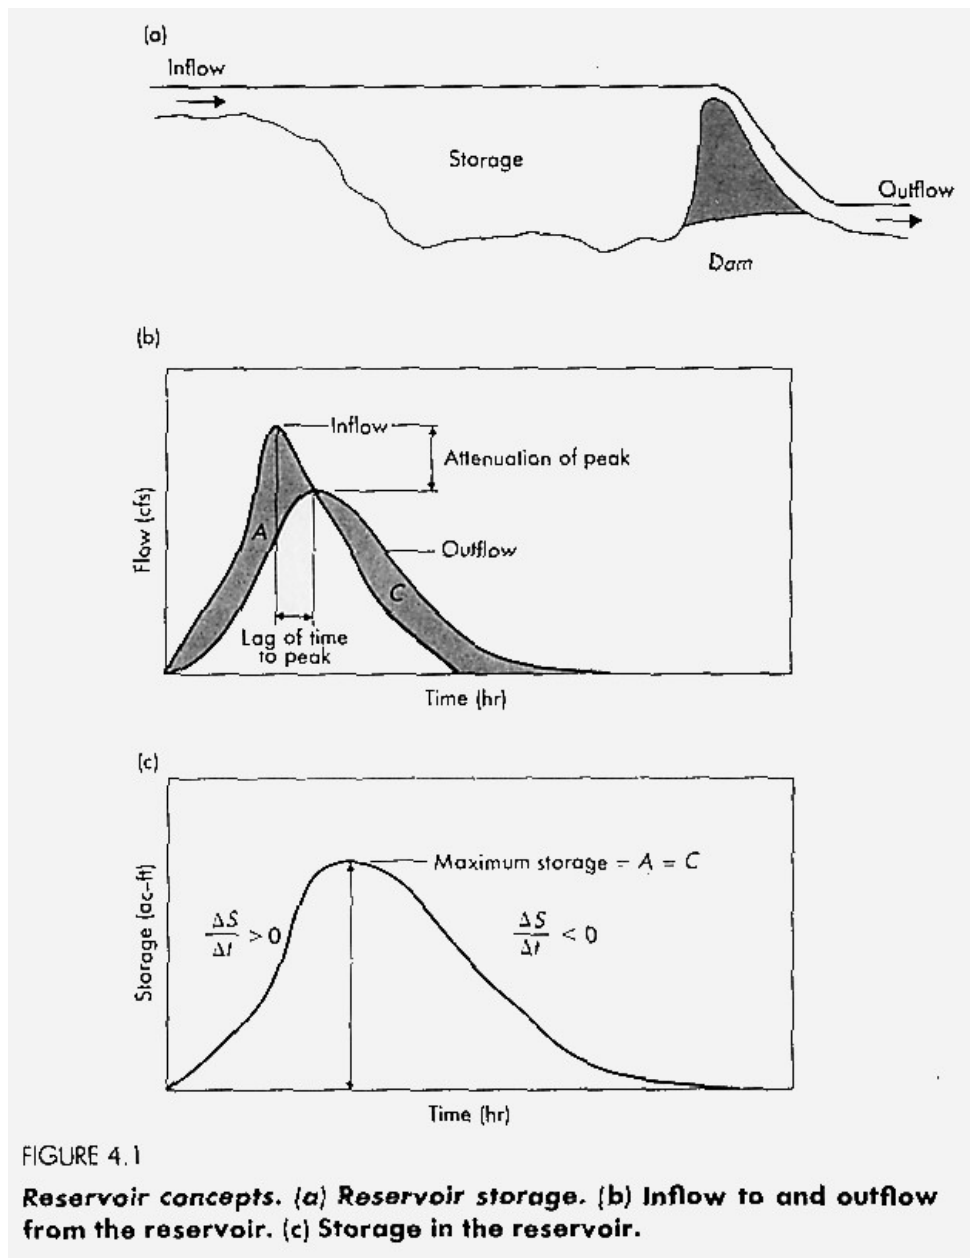 (a)
Inflow
Storage
Outflow
Dam
(b)
Inflow
Attenuation of peak
A
Outflow
C
Lag of time
to peak
Flow (cfs)
Time (hr)
(c)
Maximum storage = A = C
ΔS/Δt > 0
ΔS/Δt < 0
Storage (ac-ft)
Time (hr)
FIGURE 4.1
Reservoir concepts. (a) Reservoir storage. (b) Inflow to and outflow
from the reservoir. (c) Storage in the reservoir.